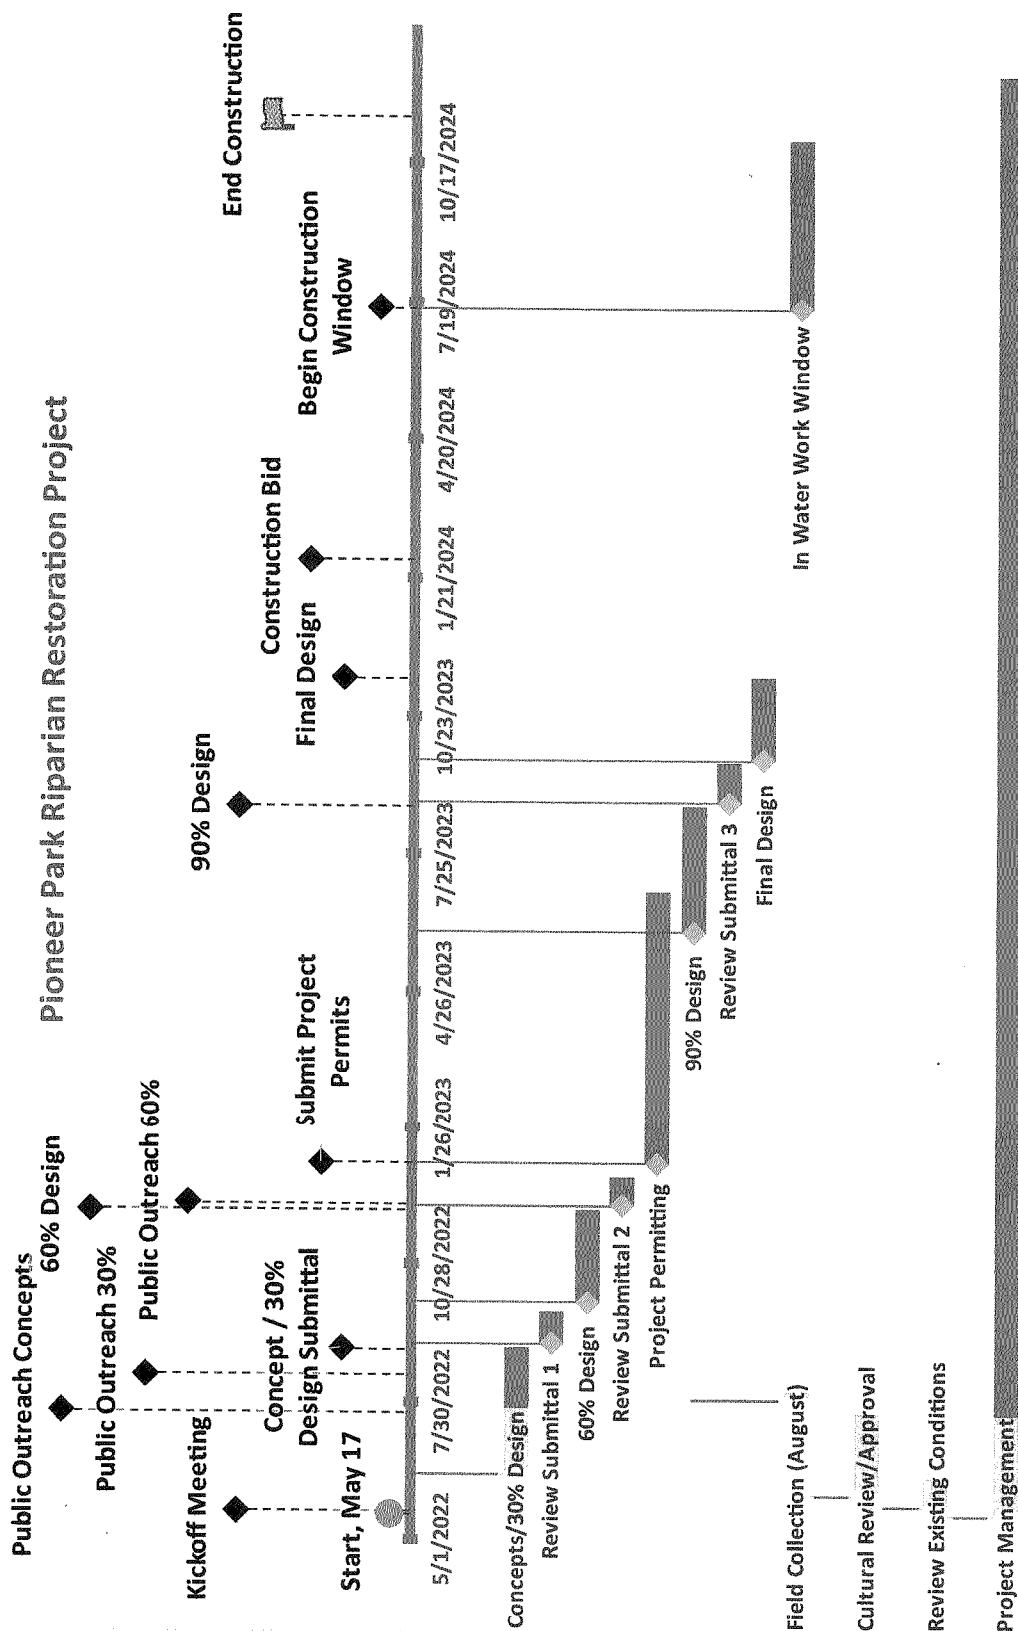 Pioneer Park Riparian Restoration Project
Public Outreach Concepts
60% Design
Public Outreach 30%
Public Outreach 60%
Kickoff Meeting
90% Design
End Construction
Concept / 30%
Design Submittal
Submit Project
Permits
Final Design
Construction Bid
Begin Construction
Window
Start, May 17
5/1/2022
7/30/2022
10/28/2022
1/26/2023
4/26/2023
7/25/2023
10/23/2023
1/21/2024
4/20/2024
7/19/2024
10/17/2024
Concepts/30% Design
Review Submittal 1
60% Design
Review Submittal 2
Project Permitting
90% Design
Review Submittal 3
Final Design
In Water Work Window
Field Collection (August)
Cultural Review/Approval
Review Existing Conditions
Project Management